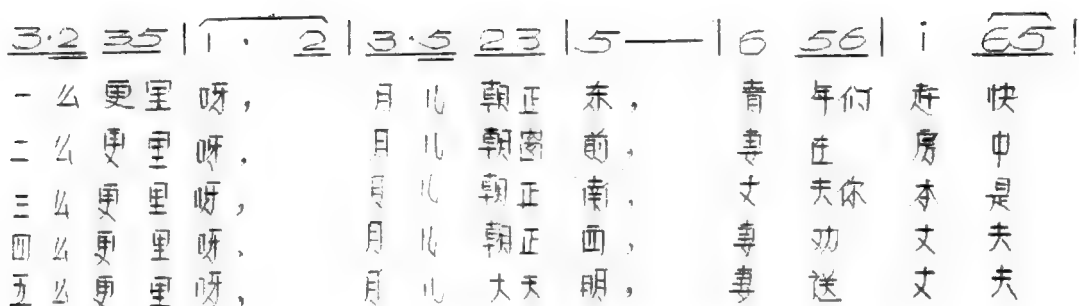 3·2 35 | i · 2 | 3·5 23 | 5 — | 6 56 | i 65 |
一么更里呀， 月儿朝正东， 青年们赶快
二么更里呀， 月儿朝窗前， 妻在房中
三么更里呀， 月儿朝正南， 丈夫你本是
四么更里呀， 月儿朝正西， 妻劝丈夫
五么更里呀， 月儿大天明， 妻送丈夫